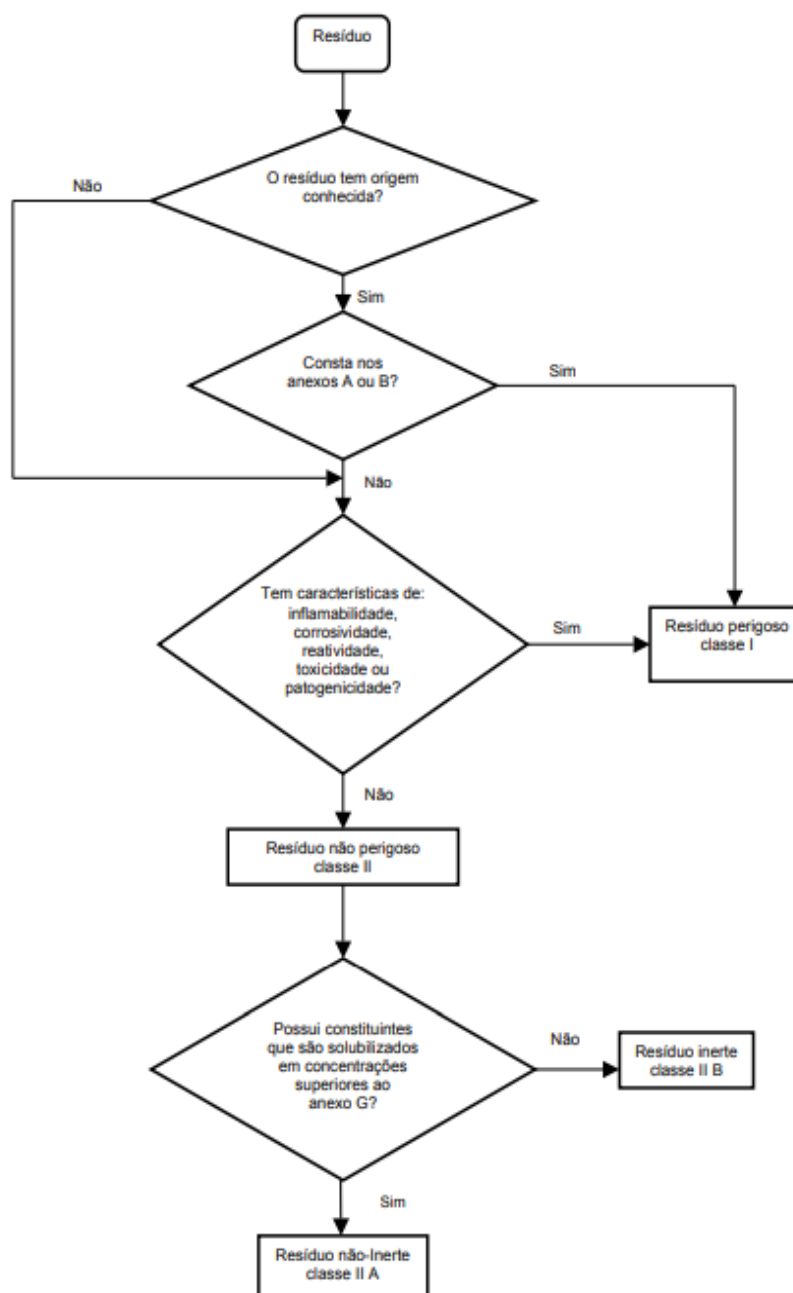 Resíduo
O resíduo tem origem
conhecida?
Não
Sim
Consta nos
anexos A ou B?
Sim
Não
Tem características de:
inflamabilidade,
corrosividade,
reatividade,
toxicidade ou
patogenicidade?
Sim
Resíduo perigoso
classe I
Não
Resíduo não perigoso
classe II
Possui constituintes
que são solubilizados
em concentrações
superiores ao
anexo G?
Não
Resíduo inerte
classe II B
Sim
Resíduo não-Inerte
classe II A